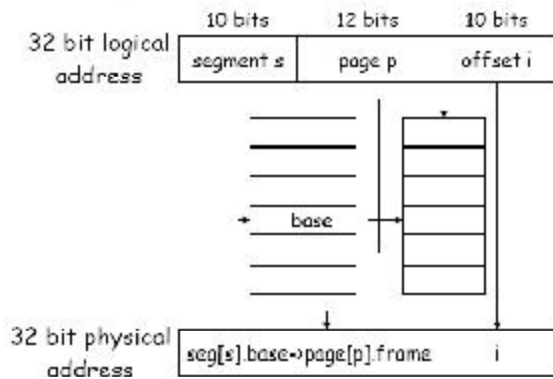 10 bits 12 bits 10 bits
32 bit logical
address
segment s page p offset i
base
32 bit physical
address
seg[s].base->page[p].frame i